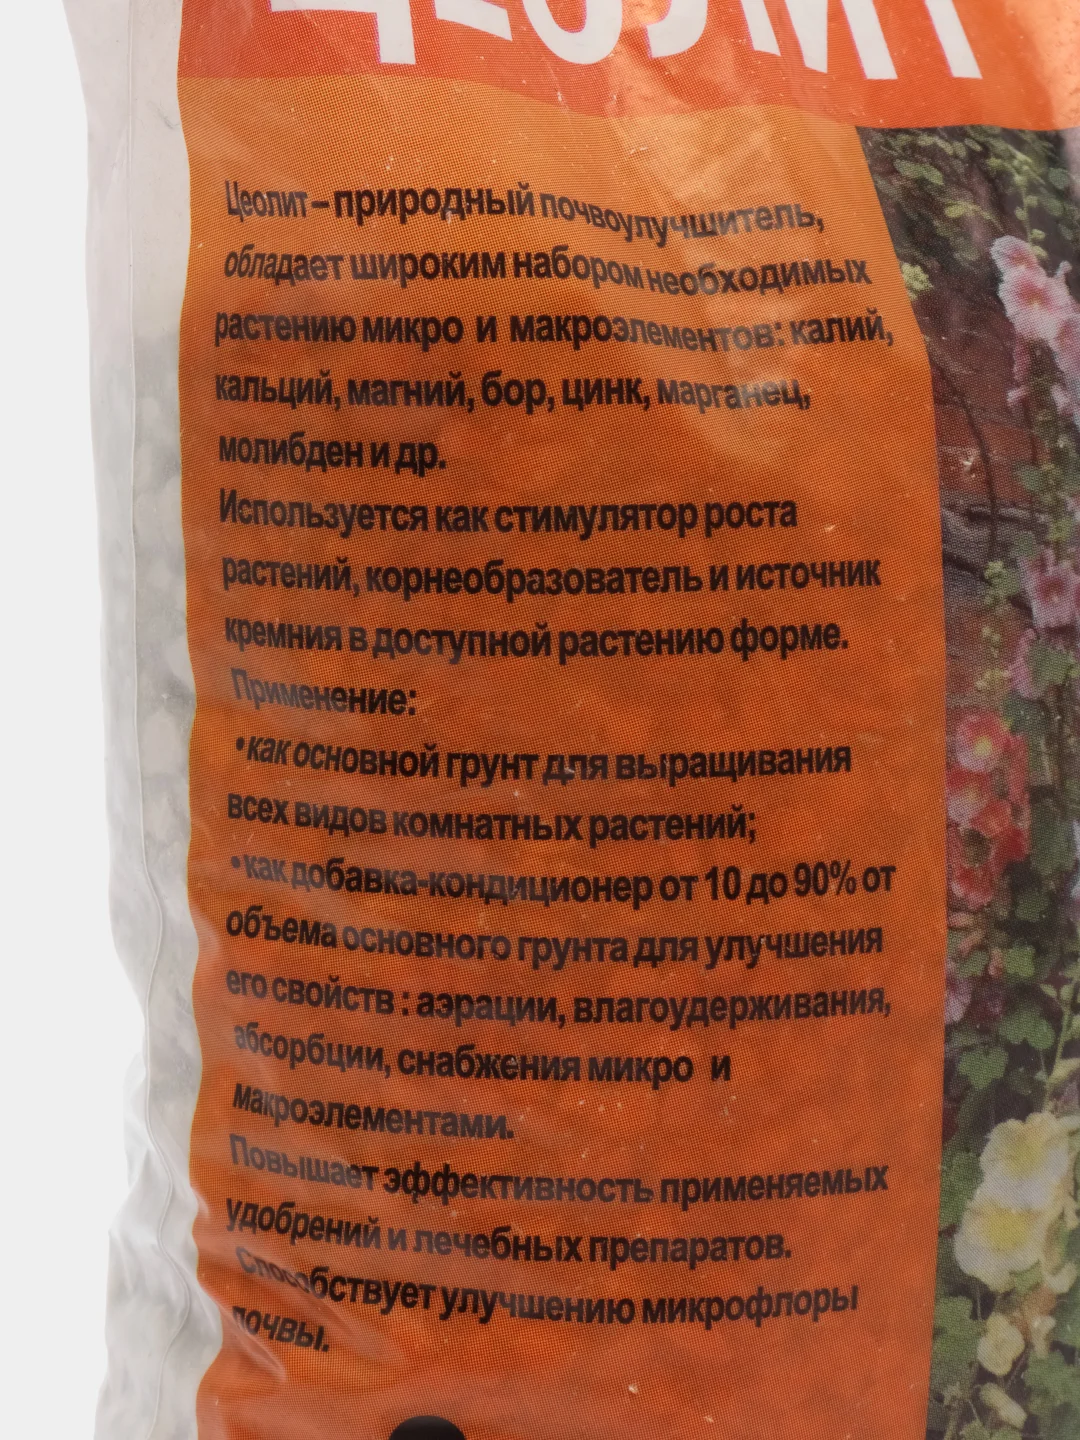 ЦЕОЛИТ
Цеолит – природный почвоулучшитель,
обладает широким набором необходимых
растению микро и макроэлементов: калий,
кальций, магний, бор, цинк, марганец,
молибден и др.
Используется как стимулятор роста
растений, корнеобразователь и источник
кремния в доступной растению форме.
Применение:
• как основной грунт для выращивания
всех видов комнатных растений;
• как добавка-кондиционер от 10 до 90% от
объема основного грунта для улучшения
его свойств : аэрации, влагоудерживания,
абсорбции, снабжения микро и
макроэлементами.
Повышает эффективность применяемых
удобрений и лечебных препаратов.
Способствует улучшению микрофлоры
почвы.